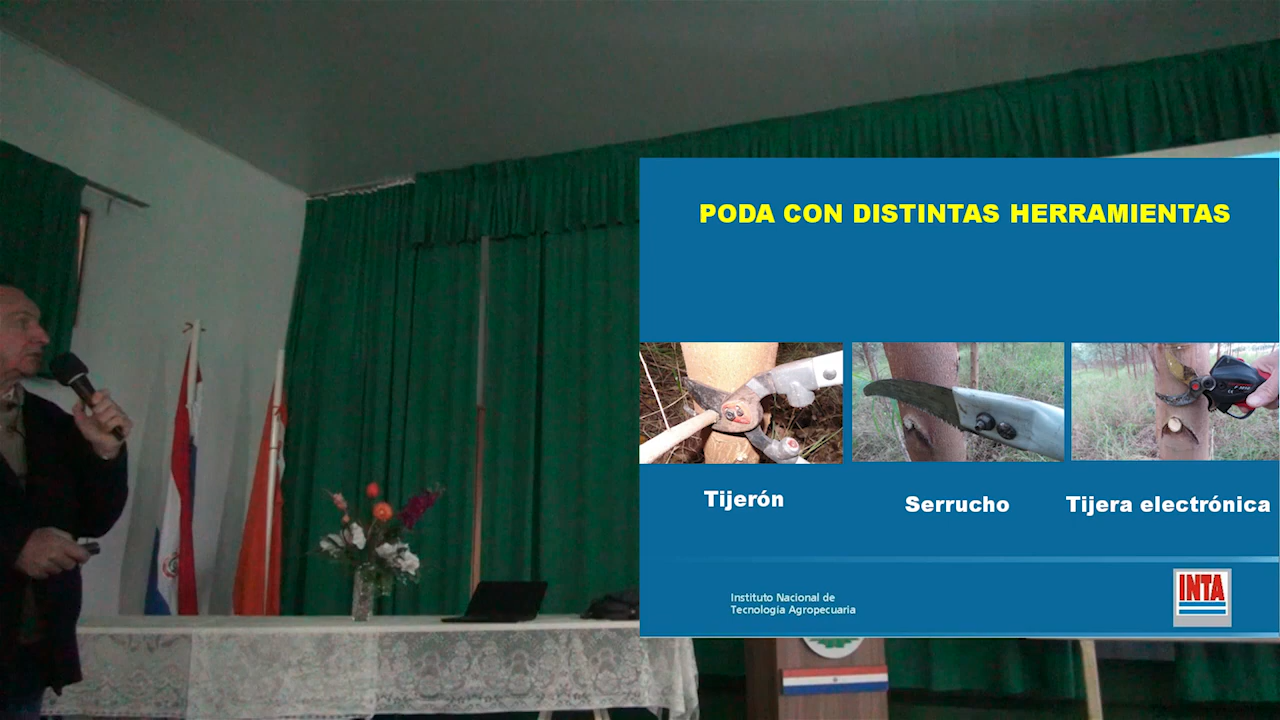 PODA CON DISTINTAS HERRAMIENTAS
Tijerón
Serrucho
Tijera electrónica
Instituto Nacional de
Tecnología Agropecuaria
INTA